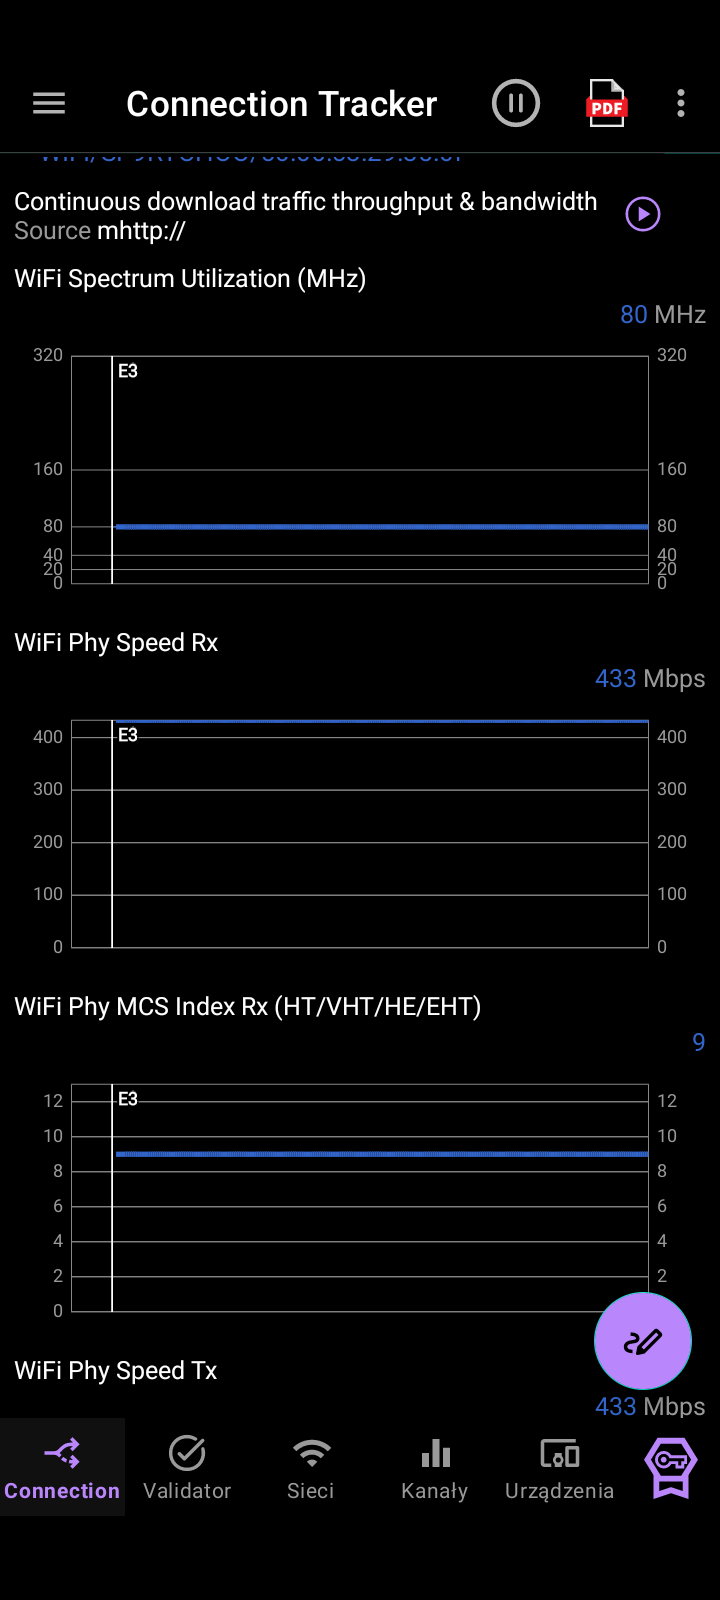 Connection Tracker
PDF
Continuous download traffic throughput & bandwidth
Source mhttp://
WiFi Spectrum Utilization (MHz)
80 MHz
320 E3 320
160 160
80 80
40 40
20 20
0 0
WiFi Phy Speed Rx
433 Mbps
E3
400 400
300 300
200 200
100 100
0 0
WiFi Phy MCS Index Rx (HT/VHT/HE/EHT)
9
12 E3 12
10 10
8 8
6 6
4 4
2 2
0
WiFi Phy Speed Tx
433 Mbps
Connection Validator Sieci Kanały Urządzenia